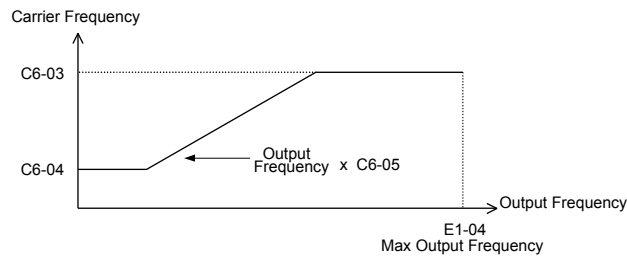 Carrier Frequency
C6-03
C6-04
Output
Frequency x C6-05
Output Frequency
E1-04
Max Output Frequency